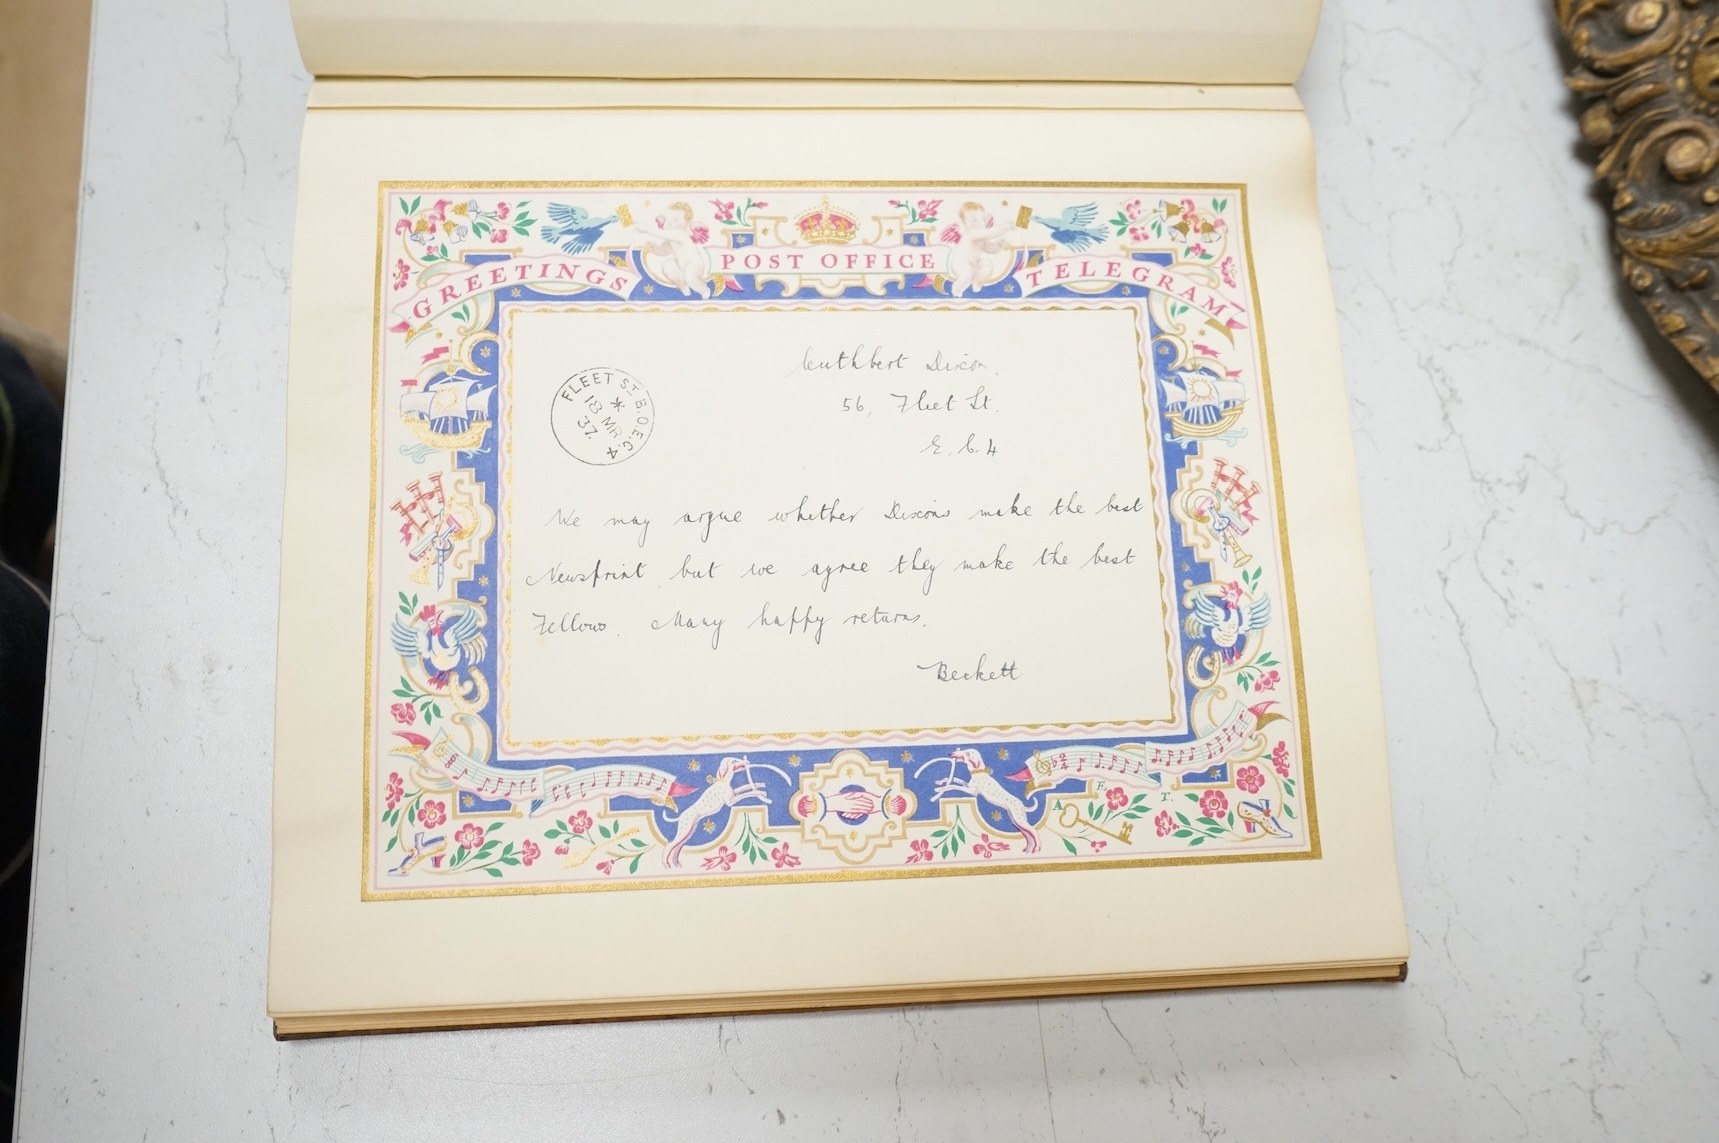 GREETINGS POST OFFICE TELEGRAM
FLEET ST. B.O.E.C.4
*
18 MR
37.
Cuthbert Dixon.
56, Fleet St.
E.C.4
We may argue whether Dixons make the best
Newsprint, but we agree they make the best
Fellows. Many happy returns.
Beckett
A. F. T.